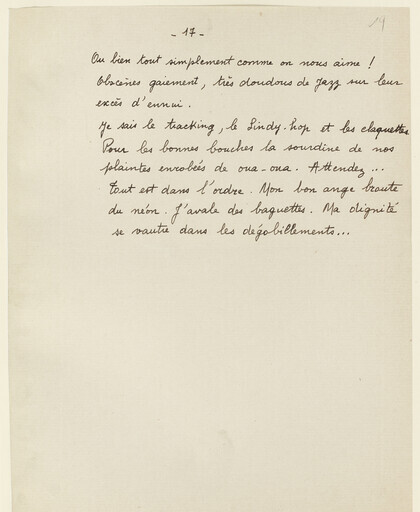 - 17 -
19
Ou bien tout simplement comme on nous aime !
Obscènes gaiement, très doudous de jazz sur leur
excès d'ennui.
Je sais le tracking, le Lindy-hop et les claquettes
Pour les bonnes bouches la sourdine de nos
plaintes enrobés de oua-oua. Attendez ...
Tout est dans l'ordre. Mon bon ange broute
du néon. J'avale des baguettes. Ma dignité
se vautre dans les dégobillements...